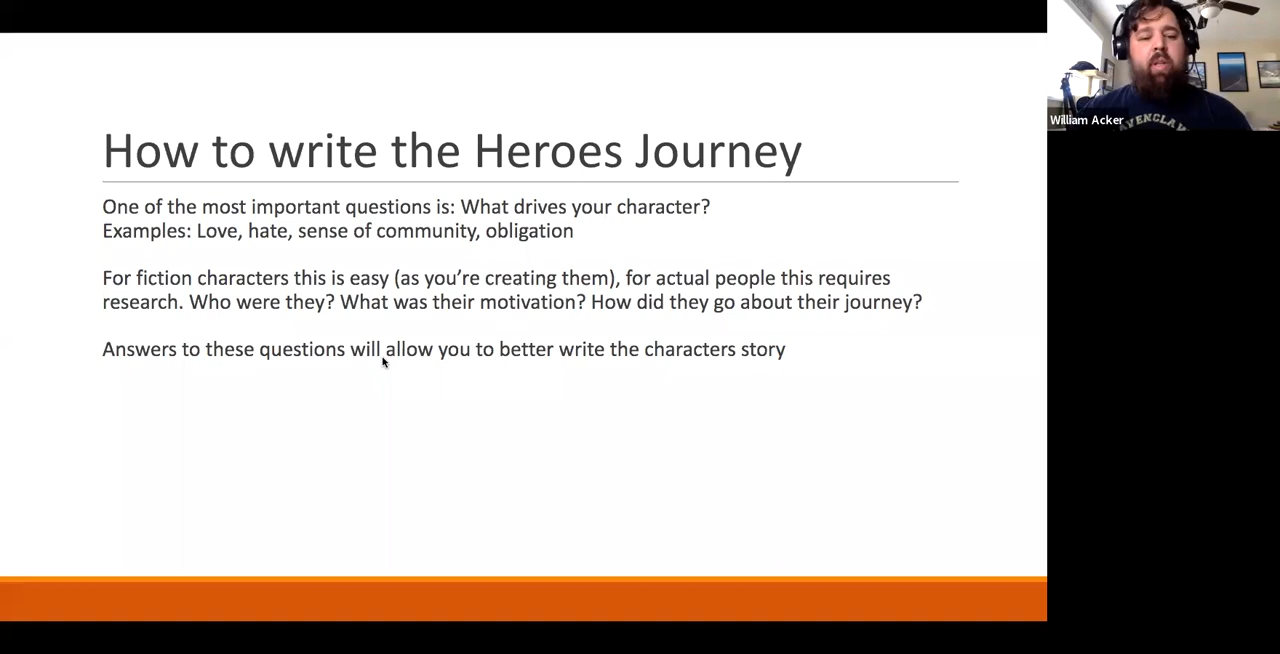 How to write the Heroes Journey
One of the most important questions is: What drives your character?
Examples: Love, hate, sense of community, obligation
For fiction characters this is easy (as you’re creating them), for actual people this requires
research. Who were they? What was their motivation? How did they go about their journey?
Answers to these questions will allow you to better write the characters story
William Acker